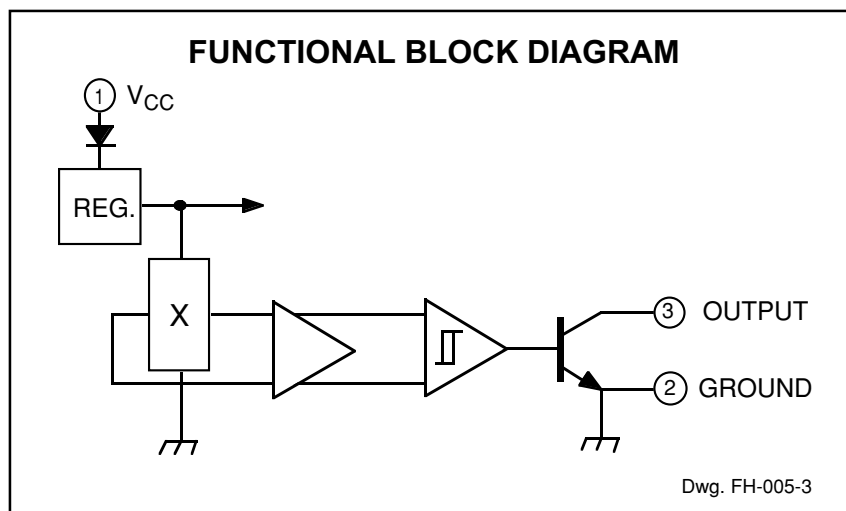 FUNCTIONAL BLOCK DIAGRAM
1 VCC
REG.
X
3 OUTPUT
2 GROUND
Dwg. FH-005-3